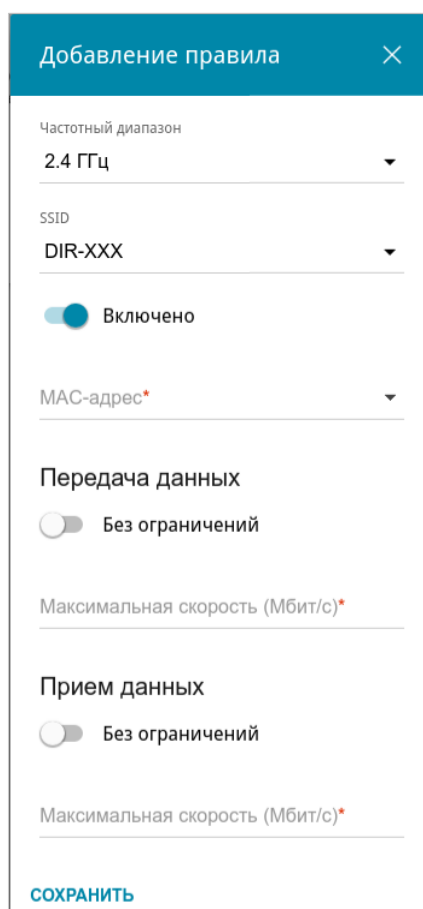 Добавление правила
Частотный диапазон
2.4 ГГц
SSID
DIR-XXX
Включено
MAC-адрес*
Передача данных
Без ограничений
Максимальная скорость (Мбит/с)*
Прием данных
Без ограничений
Максимальная скорость (Мбит/с)*
СОХРАНИТЬ